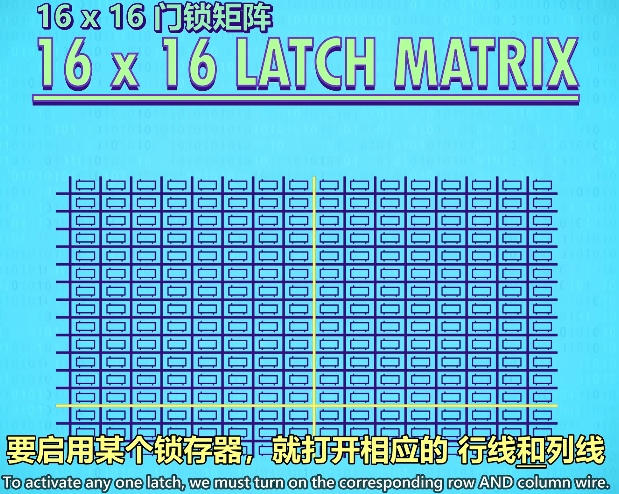 16 x 16 门锁矩阵
16 x 16 LATCH MATRIX
要启用某个锁存器，就打开相应的 行线和列线
To activate any one latch, we must turn on the corresponding row AND column wire.